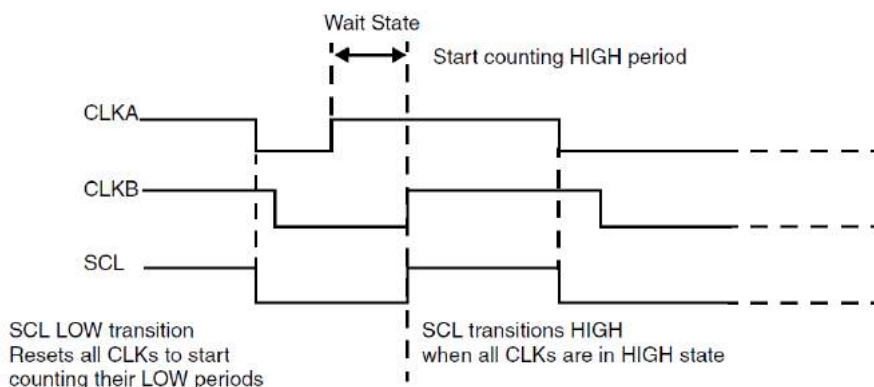 Wait State
Start counting HIGH period
CLKA
CLKB
SCL
SCL LOW transition
Resets all CLKs to start
counting their LOW periods
SCL transitions HIGH
when all CLKs are in HIGH state